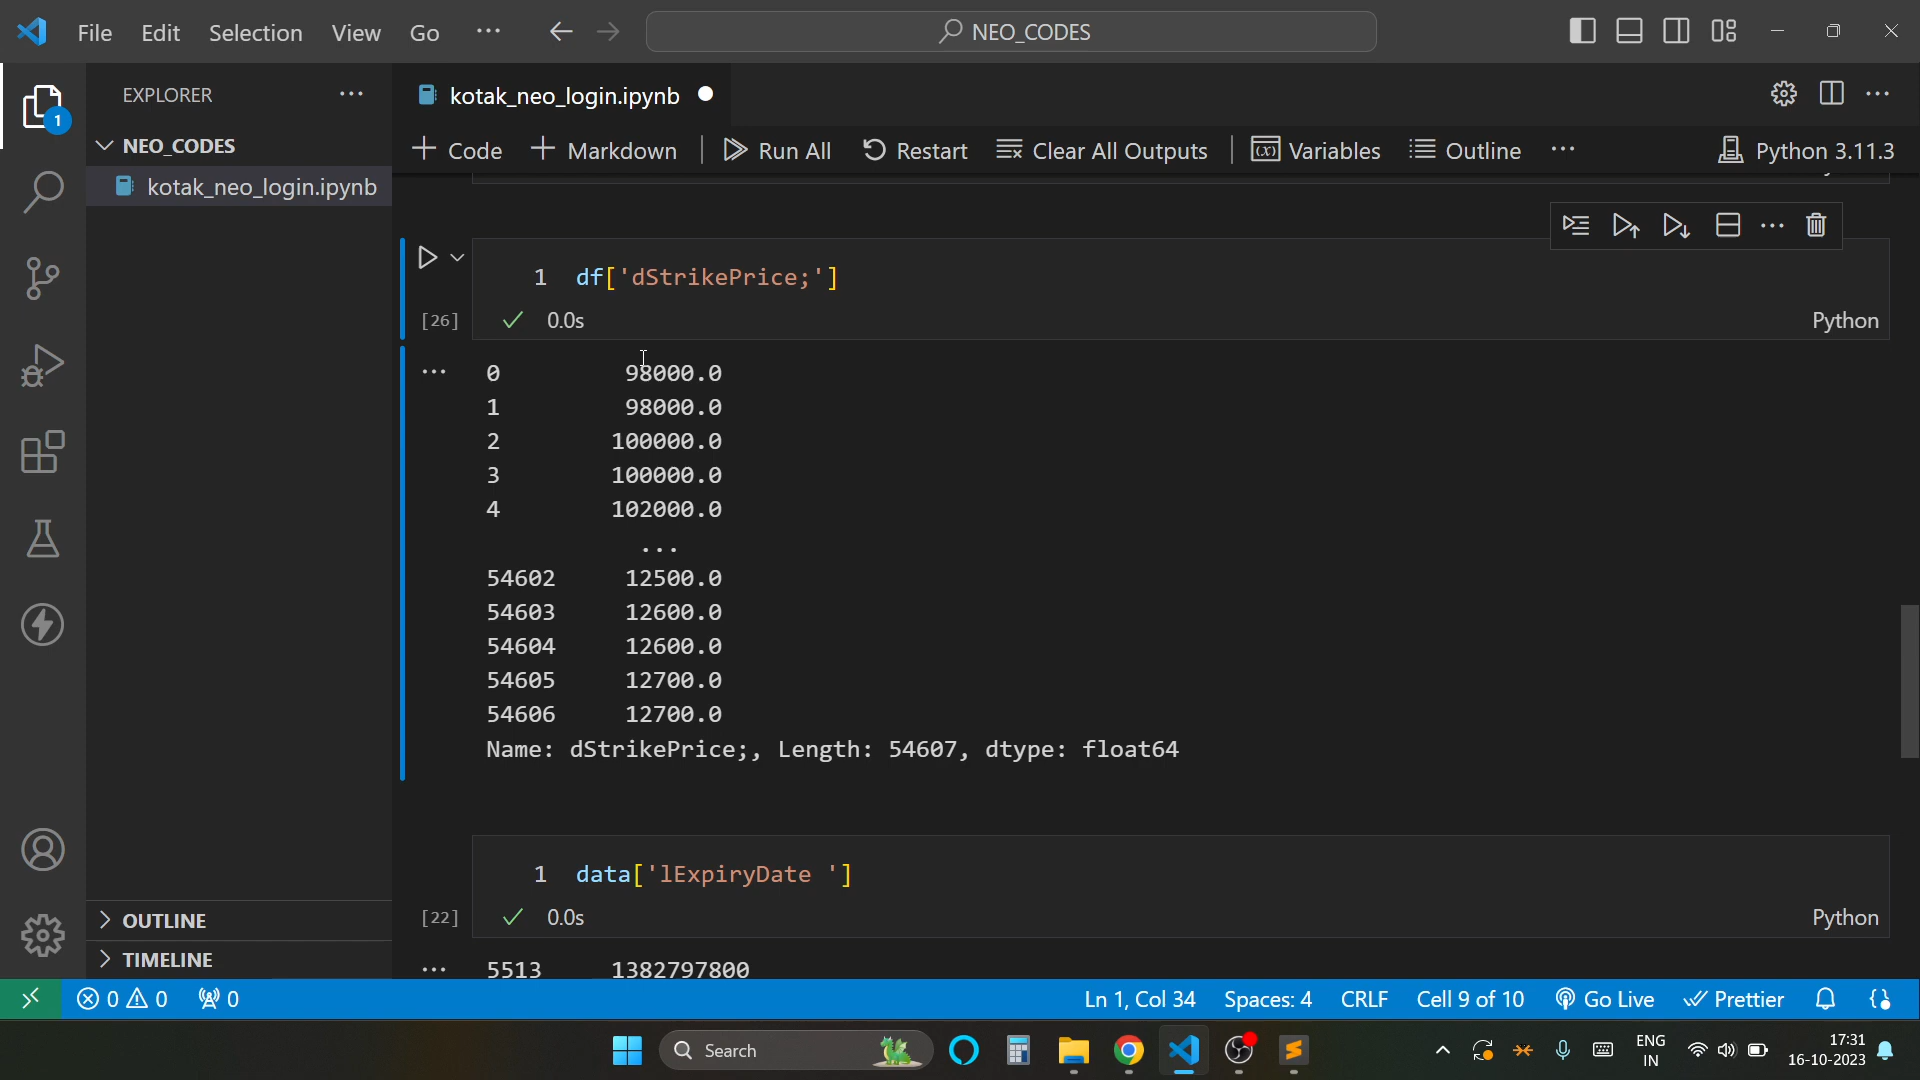 File Edit Selection View Go ··· NEO_CODES
EXPLORER ···
1
NEO_CODES
kotak_neo_login.ipynb
OUTLINE
TIMELINE
kotak_neo_login.ipynb
+ Code + Markdown Run All Restart Clear All Outputs (x) Variables Outline ··· Python 3.11.3
1 df['dStrikePrice;']
[26] ✓ 0.0s Python
··· 0 98000.0
1 98000.0
2 100000.0
3 100000.0
4 102000.0
...
54602 12500.0
54603 12600.0
54604 12600.0
54605 12700.0
54606 12700.0
Name: dStrikePrice;, Length: 54607, dtype: float64
1 data['lExpiryDate ']
[22] ✓ 0.0s Python
··· 5513 1382797800
0 0 0 Ln 1, Col 34 Spaces: 4 CRLF Cell 9 of 10 Go Live Prettier
Search ENG 17:31
IN 16-10-2023